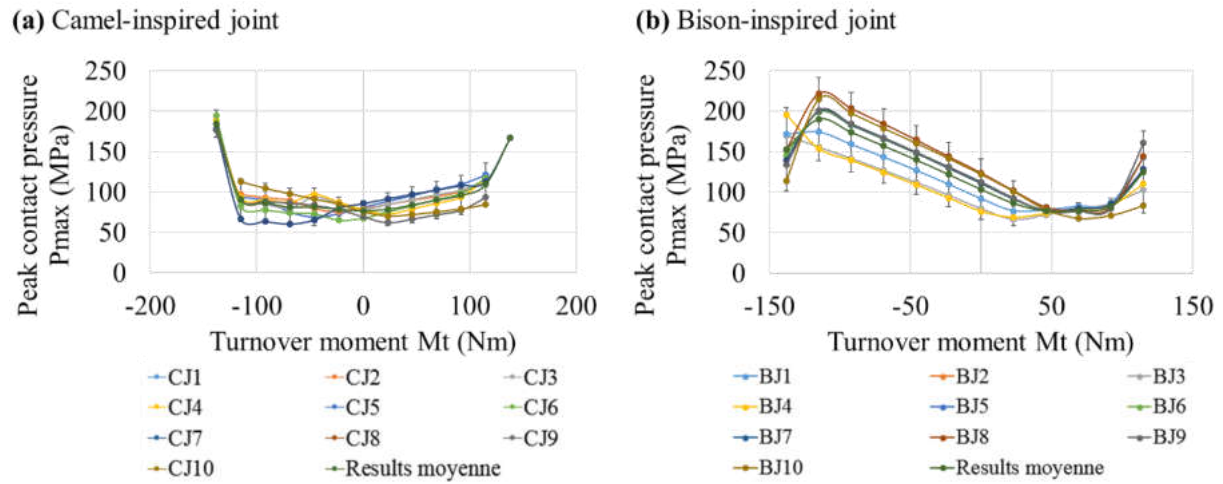 (a) Camel-inspired joint
Peak contact pressure
Pmax (MPa)
250
200
150
100
50
0
-200 -100 0 100 200
Turnover moment Mt (Nm)
CJ1 CJ2 CJ3
CJ4 CJ5 CJ6
CJ7 CJ8 CJ9
CJ10 Results moyenne
(b) Bison-inspired joint
Peak contact pressure
Pmax (MPa)
250
200
150
100
50
0
-150 -50 50 150
Turnover moment Mt (Nm)
BJ1 BJ2 BJ3
BJ4 BJ5 BJ6
BJ7 BJ8 BJ9
BJ10 Results moyenne